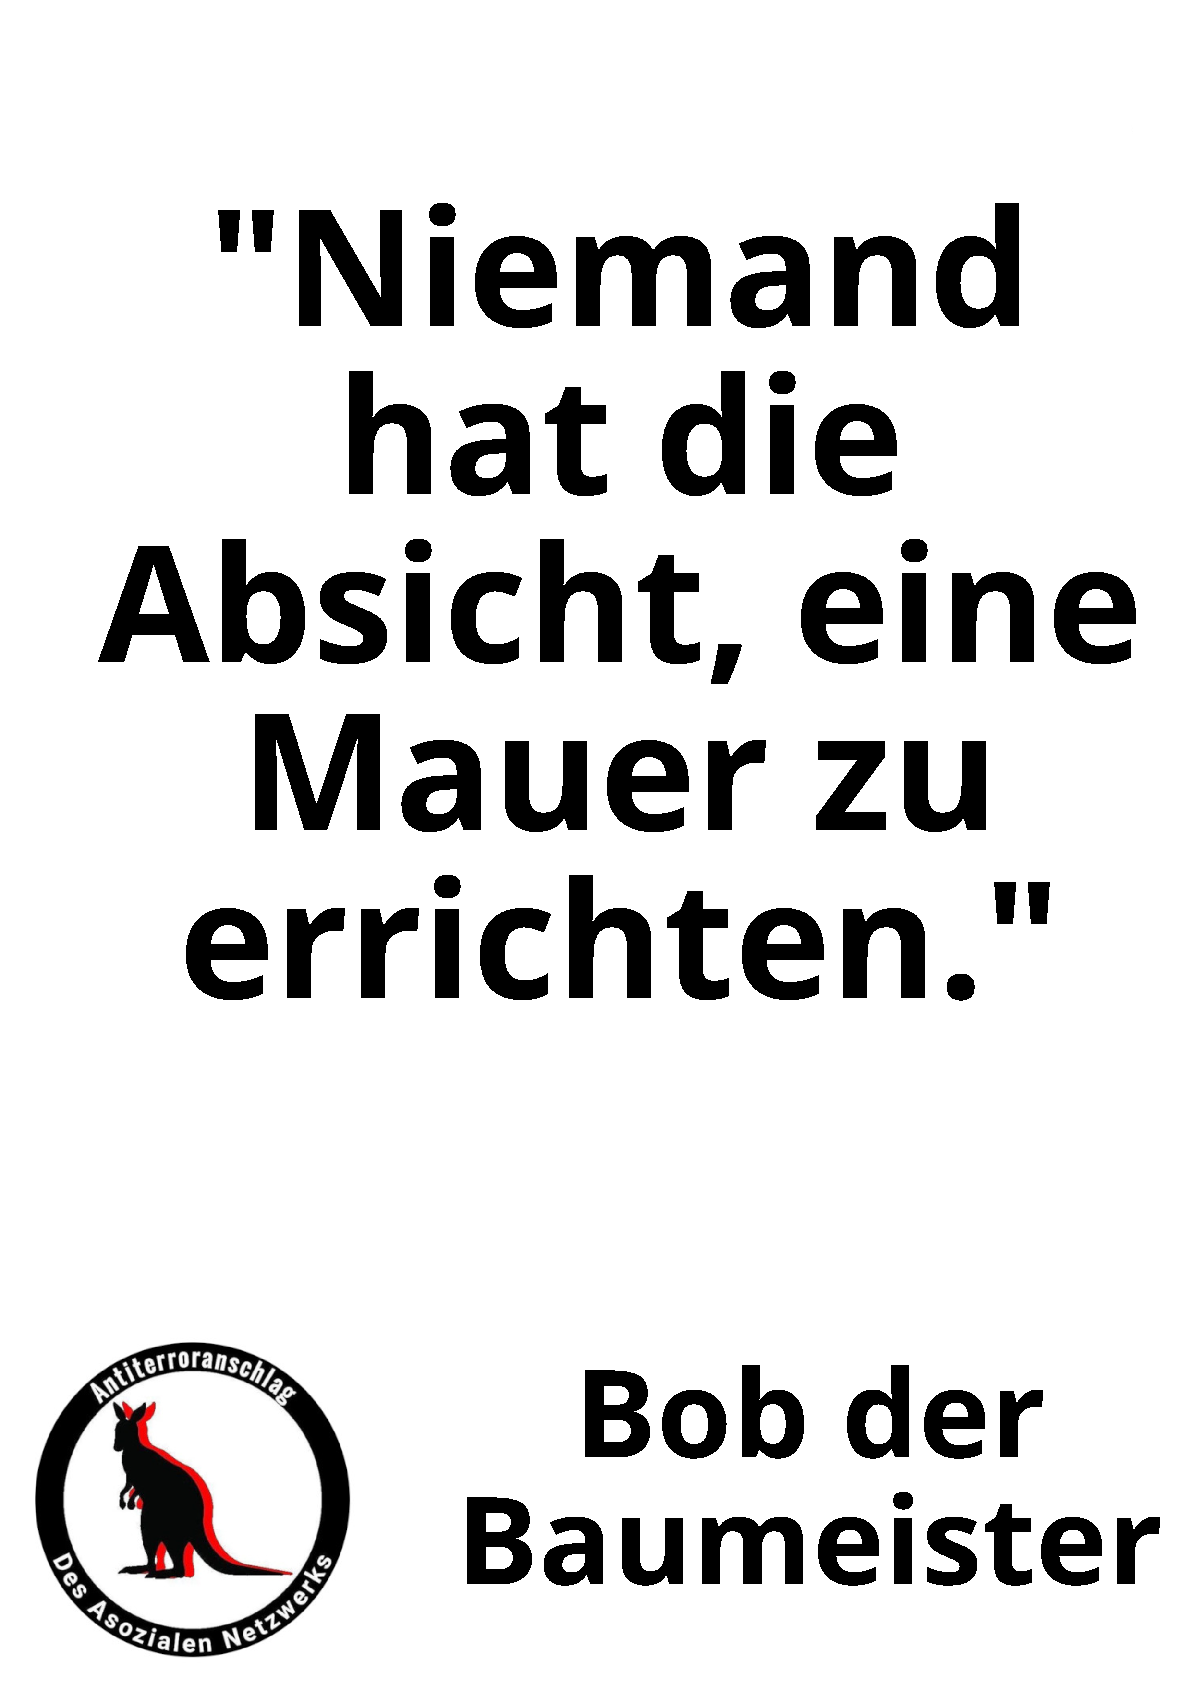 "Niemand
hat die
Absicht, eine
Mauer zu
errichten."
Antiterroranschlag
Des Asozialen Netzwerks
Bob der
Baumeister